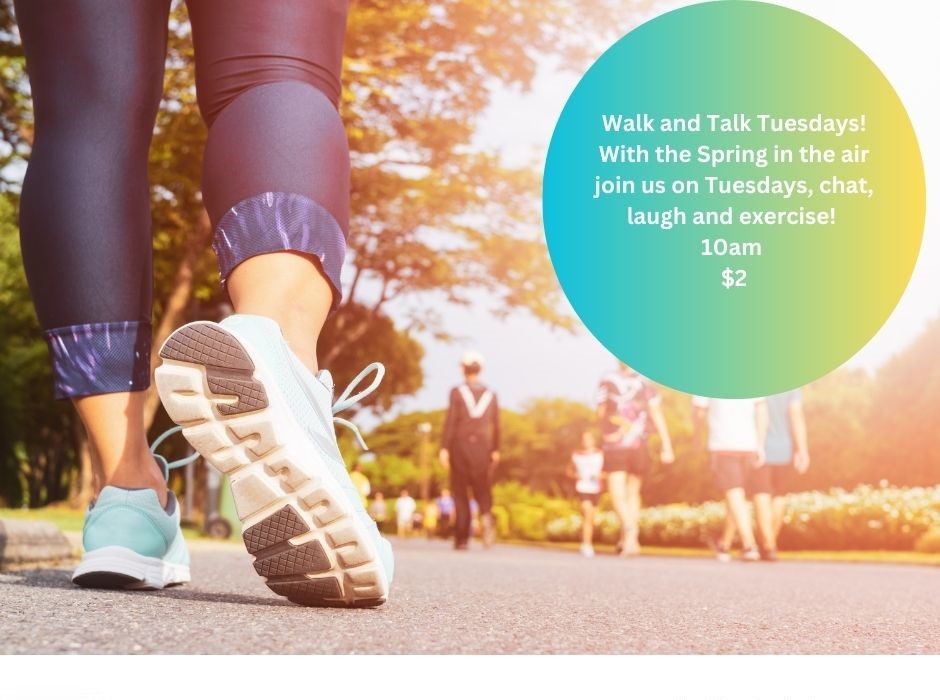 Walk and Talk Tuesdays!
With the Spring in the air
join us on Tuesdays, chat,
laugh and exercise!
10am
$2